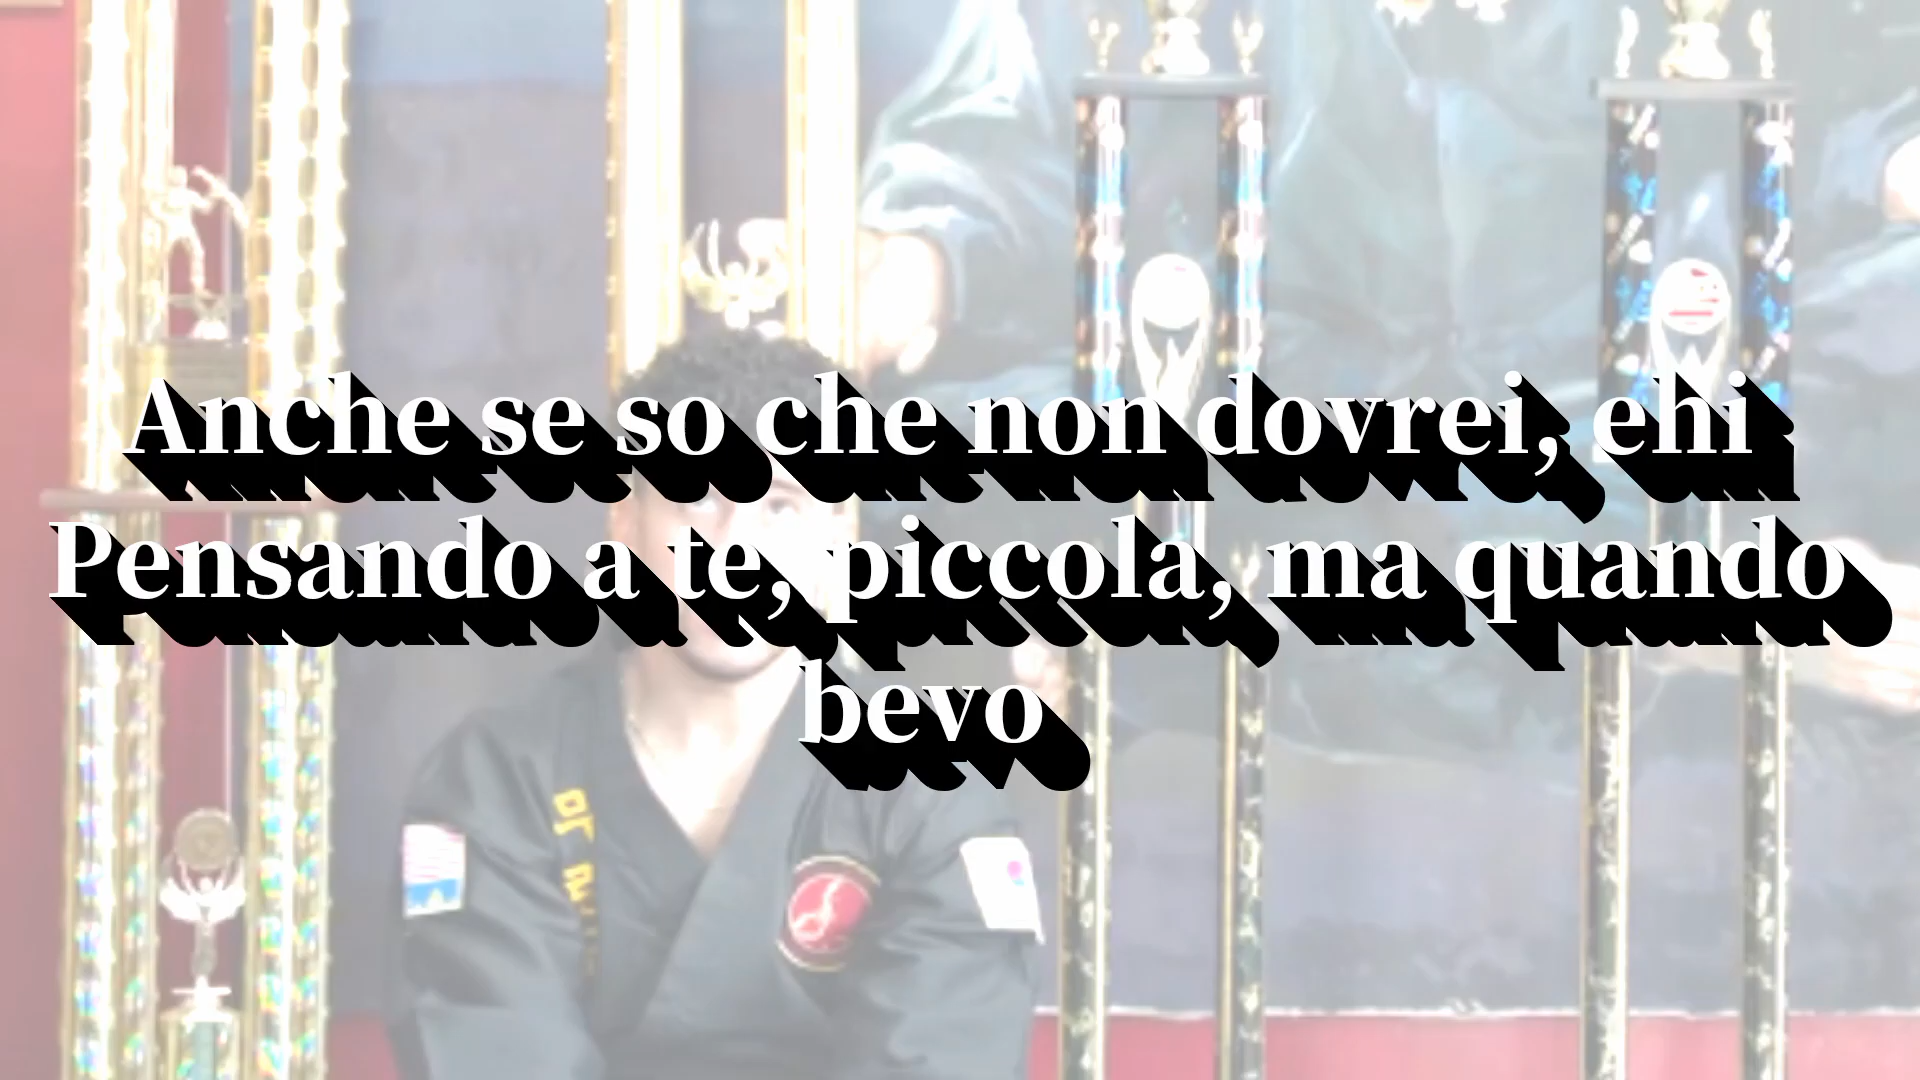 Anche se so che non dovrei, ehi
Pensando a te, piccola, ma quando
bevo